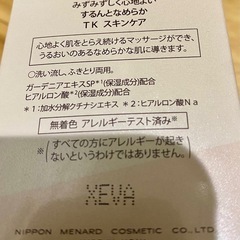 みずみずしく心地よい
するんとなめらか
TK スキンケア
心地よく肌をとらえ続けるマッサージができ、
うるおいのあるなめらかな肌に導きます。
○洗い流し、ふきとり両用。
ガーデニアエキスSP*1(保湿成分)配合
ヒアルロン酸*2(保湿成分)配合
*1:加水分解クチナシエキス *2:ヒアルロン酸Na
無着色 アレルギーテスト済み※
※すべての方にアレルギーが起き
ないというわけではありません。
XEVA
NIPPON MENARD COSMETIC CO.,LTD.